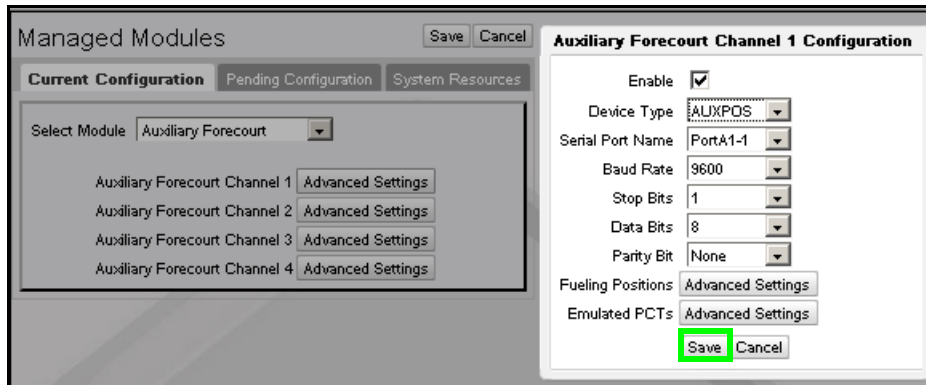 Managed Modules
Save Cancel
Current Configuration Pending Configuration System Resources
Select Module Auxiliary Forecourt
Auxiliary Forecourt Channel 1 Advanced Settings
Auxiliary Forecourt Channel 2 Advanced Settings
Auxiliary Forecourt Channel 3 Advanced Settings
Auxiliary Forecourt Channel 4 Advanced Settings
Auxiliary Forecourt Channel 1 Configuration
Enable
Device Type AUXPOS
Serial Port Name PortA1-1
Baud Rate 9600
Stop Bits 1
Data Bits 8
Parity Bit None
Fueling Positions Advanced Settings
Emulated PCTs Advanced Settings
Save Cancel